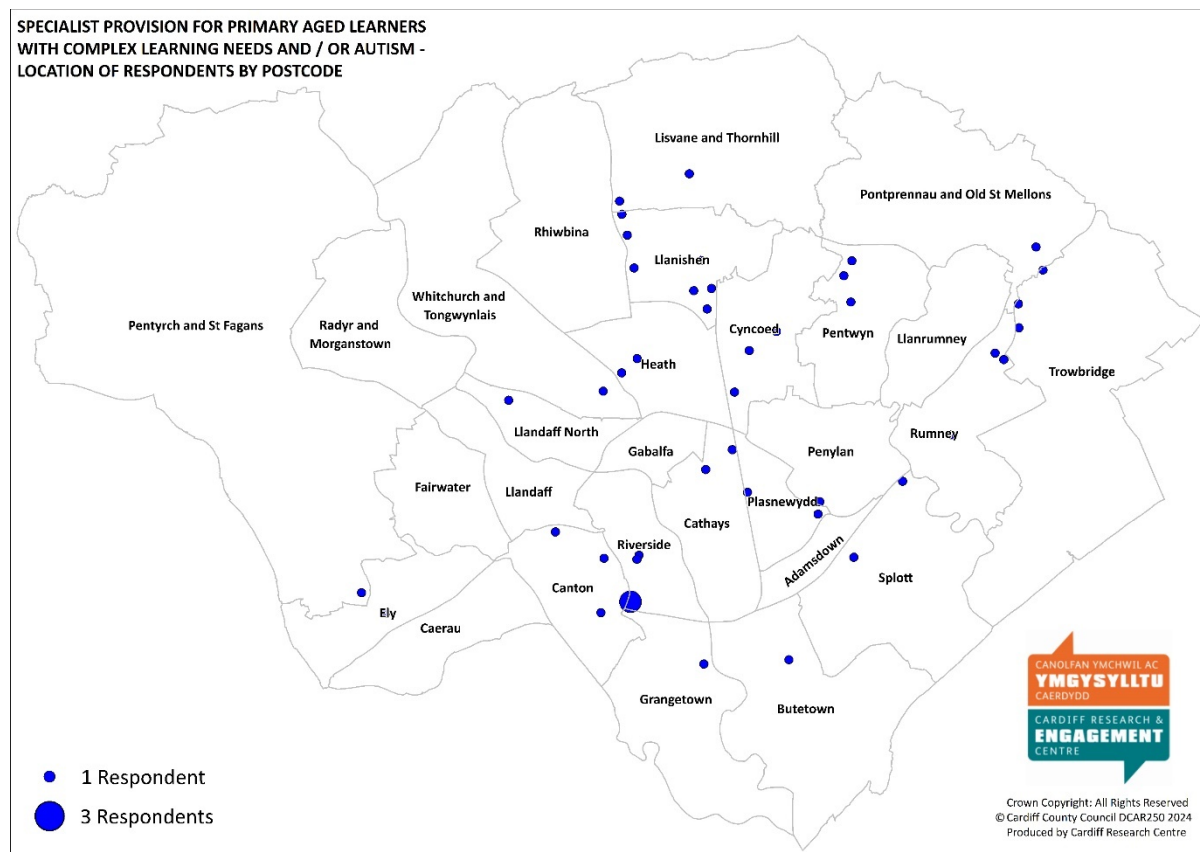 SPECIALIST PROVISION FOR PRIMARY AGED LEARNERS
WITH COMPLEX LEARNING NEEDS AND / OR AUTISM -
LOCATION OF RESPONDENTS BY POSTCODE
Lisvane and Thornhill
Pontprennau and Old St Mellons
Rhiwbina
Llanishen
Whitchurch and
Tongwynlais
Pentyrch and St Fagans
Radyr and
Morganstown
Cyncoed
Pentwyn
Llanrumney
Heath
Trowbridge
Llandaff North
Rumney
Gabalfa
Penylan
Fairwater
Llandaff
Plasnewydd
Cathays
Riverside
Adamsdown
Splott
Canton
Ely
Caerau
Grangetown
Butetown
CANOLFAN YMCHWIL AC
YMGYSYLLTU
CAERDYDD
CARDIFF RESEARCH &
ENGAGEMENT
CENTRE
1 Respondent
3 Respondents
Crown Copyright: All Rights Reserved
© Cardiff County Council DCAR250 2024
Produced by Cardiff Research Centre